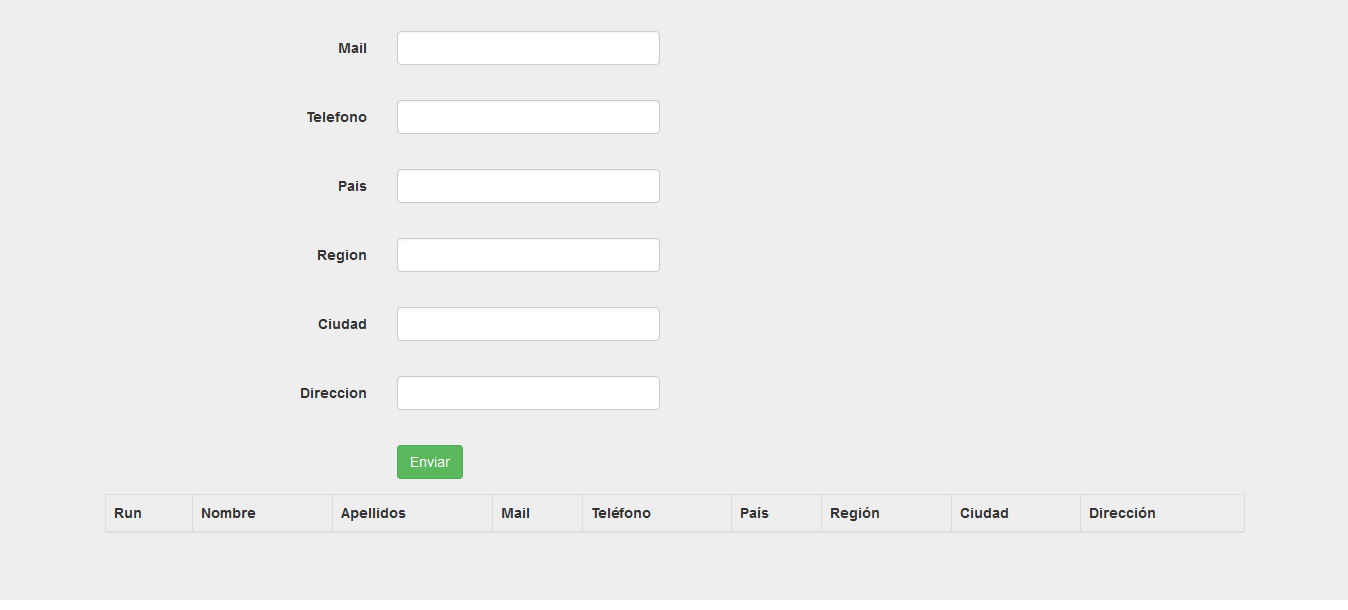 Mail
Telefono
Pais
Region
Ciudad
Direccion
Enviar
Run Nombre Apellidos Mail Teléfono País Región Ciudad Dirección